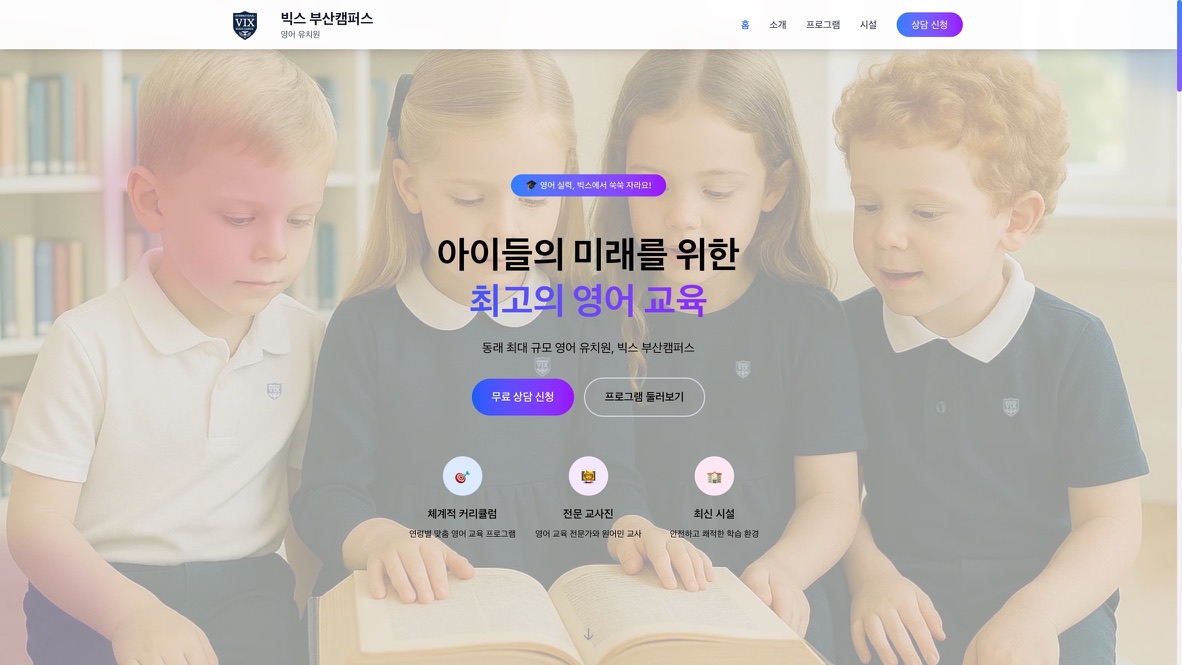 VIX
빅스 부산캠퍼스
영어 유치원
홈
소개
프로그램
시설
상담 신청
영어 실력, 빅스에서 쑥쑥 자라요!
아이들의 미래를 위한
최고의 영어 교육
동래 최대 규모 영어 유치원, 빅스 부산캠퍼스
무료 상담 신청
프로그램 둘러보기
체계적 커리큘럼
전문 교사진
최신 시설
연령별 맞춤 영어 교육 프로그램
영어 교육 전문가와 원어민 교사
안전하고 쾌적한 학습 환경
VIX
VIX
VIX
VIX